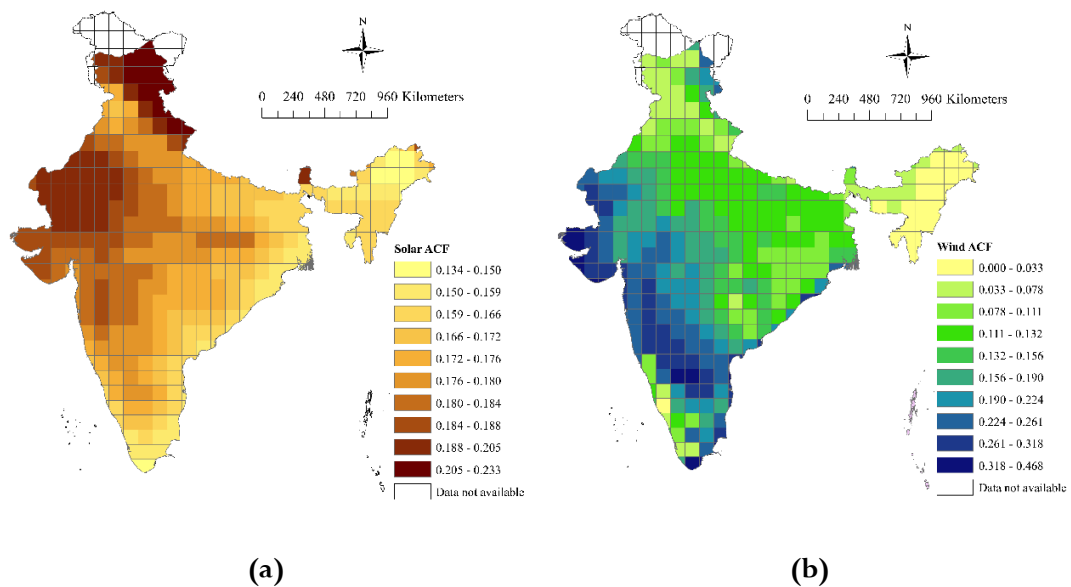 N
0 240 480 720 960 Kilometers
Solar ACF
0.134 - 0.150
0.150 - 0.159
0.159 - 0.166
0.166 - 0.172
0.172 - 0.176
0.176 - 0.180
0.180 - 0.184
0.184 - 0.188
0.188 - 0.205
0.205 - 0.233
Data not available
(a)
N
0 240 480 720 960 Kilometers
Wind ACF
0.000 - 0.033
0.033 - 0.078
0.078 - 0.111
0.111 - 0.132
0.132 - 0.156
0.156 - 0.190
0.190 - 0.224
0.224 - 0.261
0.261 - 0.318
0.318 - 0.468
Data not available
(b)